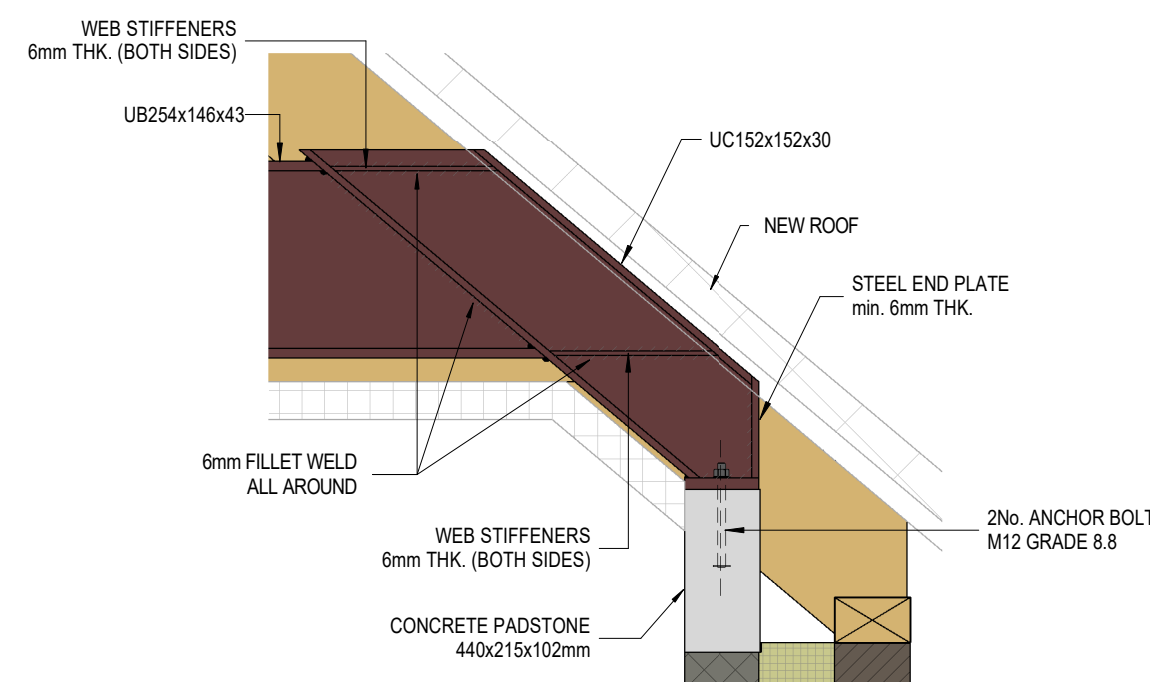 WEB STIFFENERS
6mm THK. (BOTH SIDES)
UB254x146x43
UC152x152x30
NEW ROOF
STEEL END PLATE
min. 6mm THK.
6mm FILLET WELD
ALL AROUND
2No. ANCHOR BOLT
M12 GRADE 8.8
WEB STIFFENERS
6mm THK. (BOTH SIDES)
CONCRETE PADSTONE
440x215x102mm